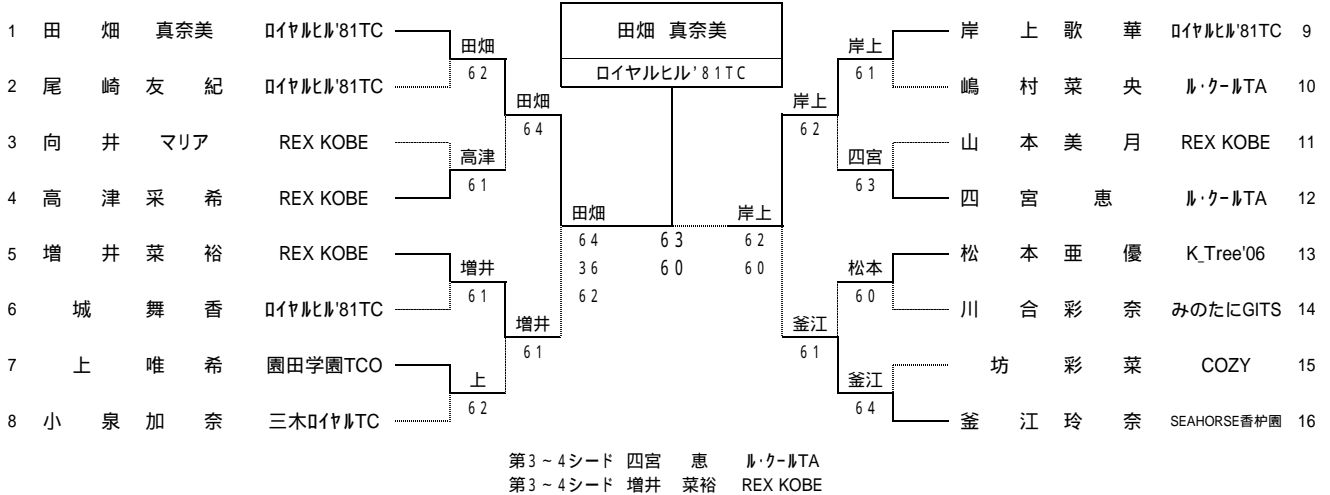 田畑 真奈美
ロイヤルヒル'81TC
1 田 畑 真奈美 ロイヤルヒル'81TC
田畑
62
2 尾 崎 友 紀 ロイヤルヒル'81TC
田畑
64
3 向 井 マリア REX KOBE
高津
61
4 高 津 采 希 REX KOBE
田畑
64
36
62
5 増 井 菜 裕 REX KOBE
増井
61
6 城 舞 香 ロイヤルヒル'81TC
増井
61
7 上 唯 希 園田学園TCO
上
62
8 小 泉 加 奈 三木ロイヤルTC
63
60
岸 上 歌 華 ロイヤルヒル'81TC 9
岸上
61
嶋 村 菜 央 ル・クールTA 10
岸上
62
山 本 美 月 REX KOBE 11
四宮
63
四 宮 恵 ル・クールTA 12
岸上
62
60
松 本 亜 優 K_Tree'06 13
松本
60
川 合 彩 奈 みのたにGITS 14
釜江
61
坊 彩 菜 COZY 15
釜江
64
釜 江 玲 奈 SEAHORSE香枦園 16
第3~4シード 四宮 恵 ル・クールTA
第3~4シード 増井 菜裕 REX KOBE